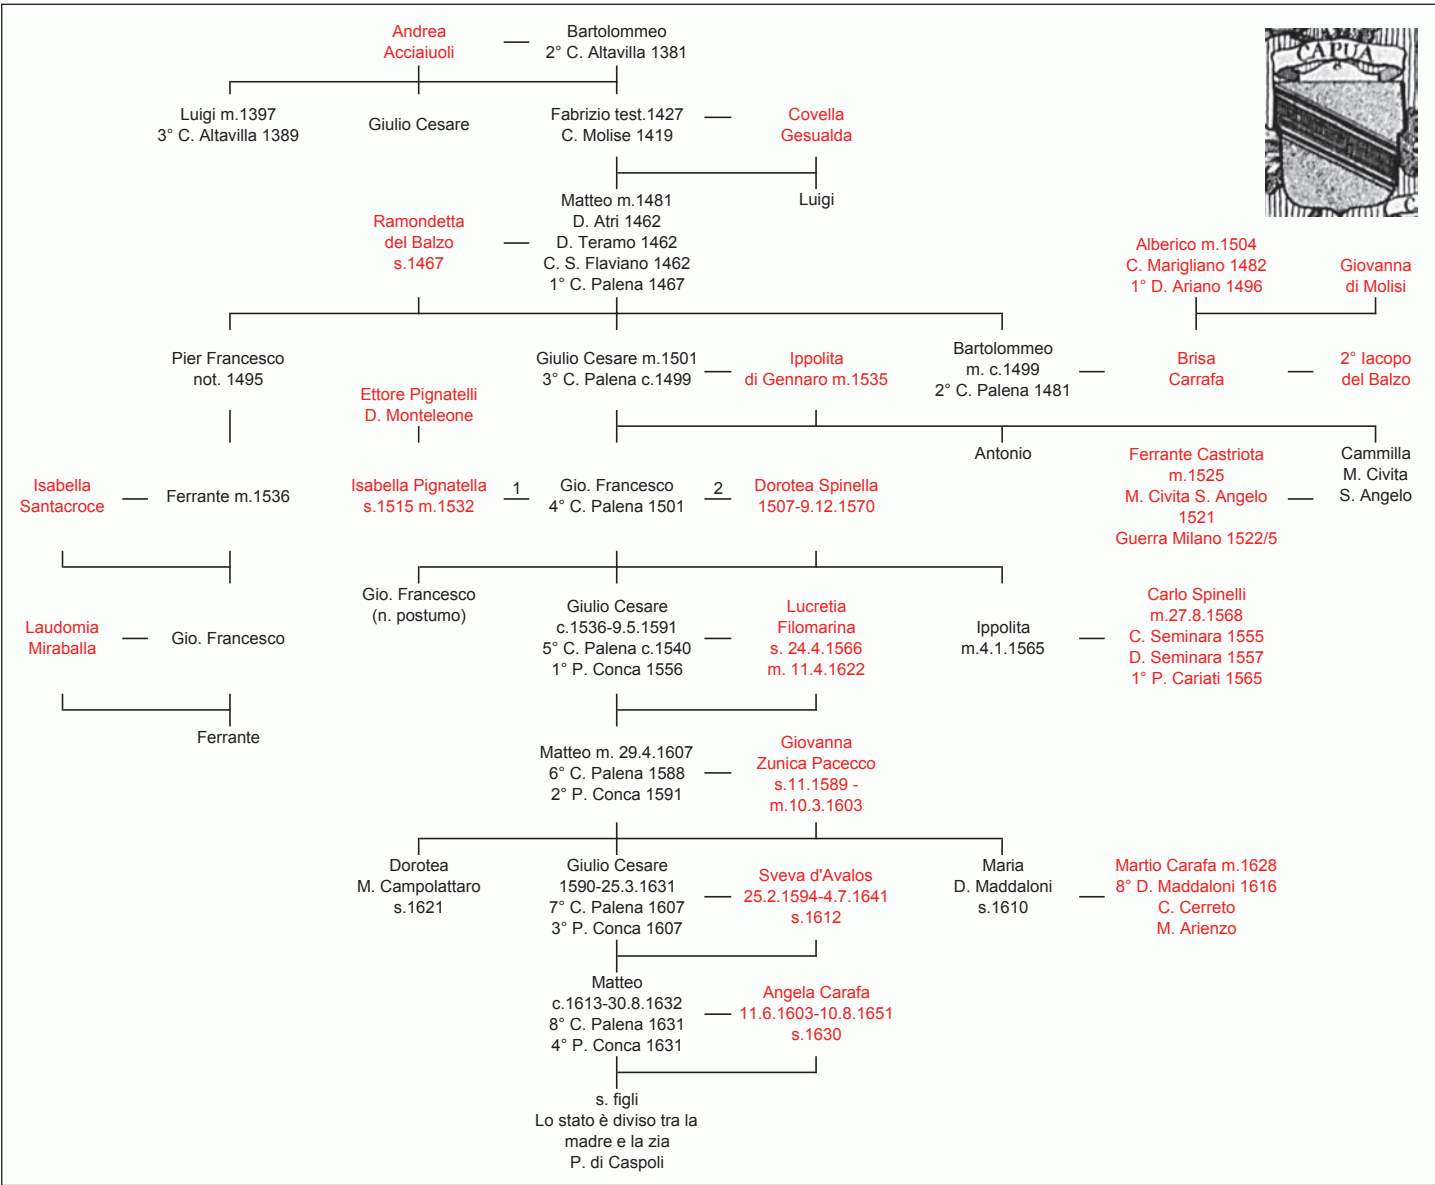 Andrea
Acciaiuoli
Bartolommeo
2° C. Altavilla 1381
CAPUA
Luigi m.1397
3° C. Altavilla 1389
Giulio Cesare
Fabrizio test.1427
C. Molise 1419
Covella
Gesualda
Ramondetta
del Balzo
s.1467
Matteo m.1481
D. Atri 1462
D. Teramo 1462
C. S. Flaviano 1462
1° C. Palena 1467
Luigi
Alberico m.1504
C. Marigliano 1482
1° D. Ariano 1496
Giovanna
di Molisi
Pier Francesco
not. 1495
Giulio Cesare m.1501
3° C. Palena c.1499
Ippolita
di Gennaro m.1535
Bartolommeo
m. c.1499
2° C. Palena 1481
Brisa
Carrafa
2° Iacopo
del Balzo
Ettore Pignatelli
D. Monteleone
Antonio
Isabella
Santacroce
Ferrante m.1536
Isabella Pignatella
s.1515 m.1532
1
Gio. Francesco
4° C. Palena 1501
2
Dorotea Spinella
1507-9.12.1570
Ferrante Castriota
m.1525
M. Civita S. Angelo
1521
Guerra Milano 1522/5
Cammilla
M. Civita
S. Angelo
Laudomia
Miraballa
Gio. Francesco
Gio. Francesco
(n. postumo)
Giulio Cesare
c.1536-9.5.1591
5° C. Palena c.1540
1° P. Conca 1556
Lucretia
Filomarina
s. 24.4.1566
m. 11.4.1622
Ippolita
m.4.1.1565
Carlo Spinelli
m.27.8.1568
C. Seminara 1555
D. Seminara 1557
1° P. Cariati 1565
Ferrante
Matteo m. 29.4.1607
6° C. Palena 1588
2° P. Conca 1591
Giovanna
Zunica Pacecco
s.11.1589 -
m.10.3.1603
Dorotea
M. Campolattaro
s.1621
Giulio Cesare
1590-25.3.1631
7° C. Palena 1607
3° P. Conca 1607
Sveva d'Avalos
25.2.1594-4.7.1641
s.1612
Maria
D. Maddaloni
s.1610
Martio Carafa m.1628
8° D. Maddaloni 1616
C. Cerreto
M. Arienzo
Matteo
c.1613-30.8.1632
8° C. Palena 1631
4° P. Conca 1631
Angela Carafa
11.6.1603-10.8.1651
s.1630
s. figli
Lo stato è diviso tra la
madre e la zia
P. di Caspoli